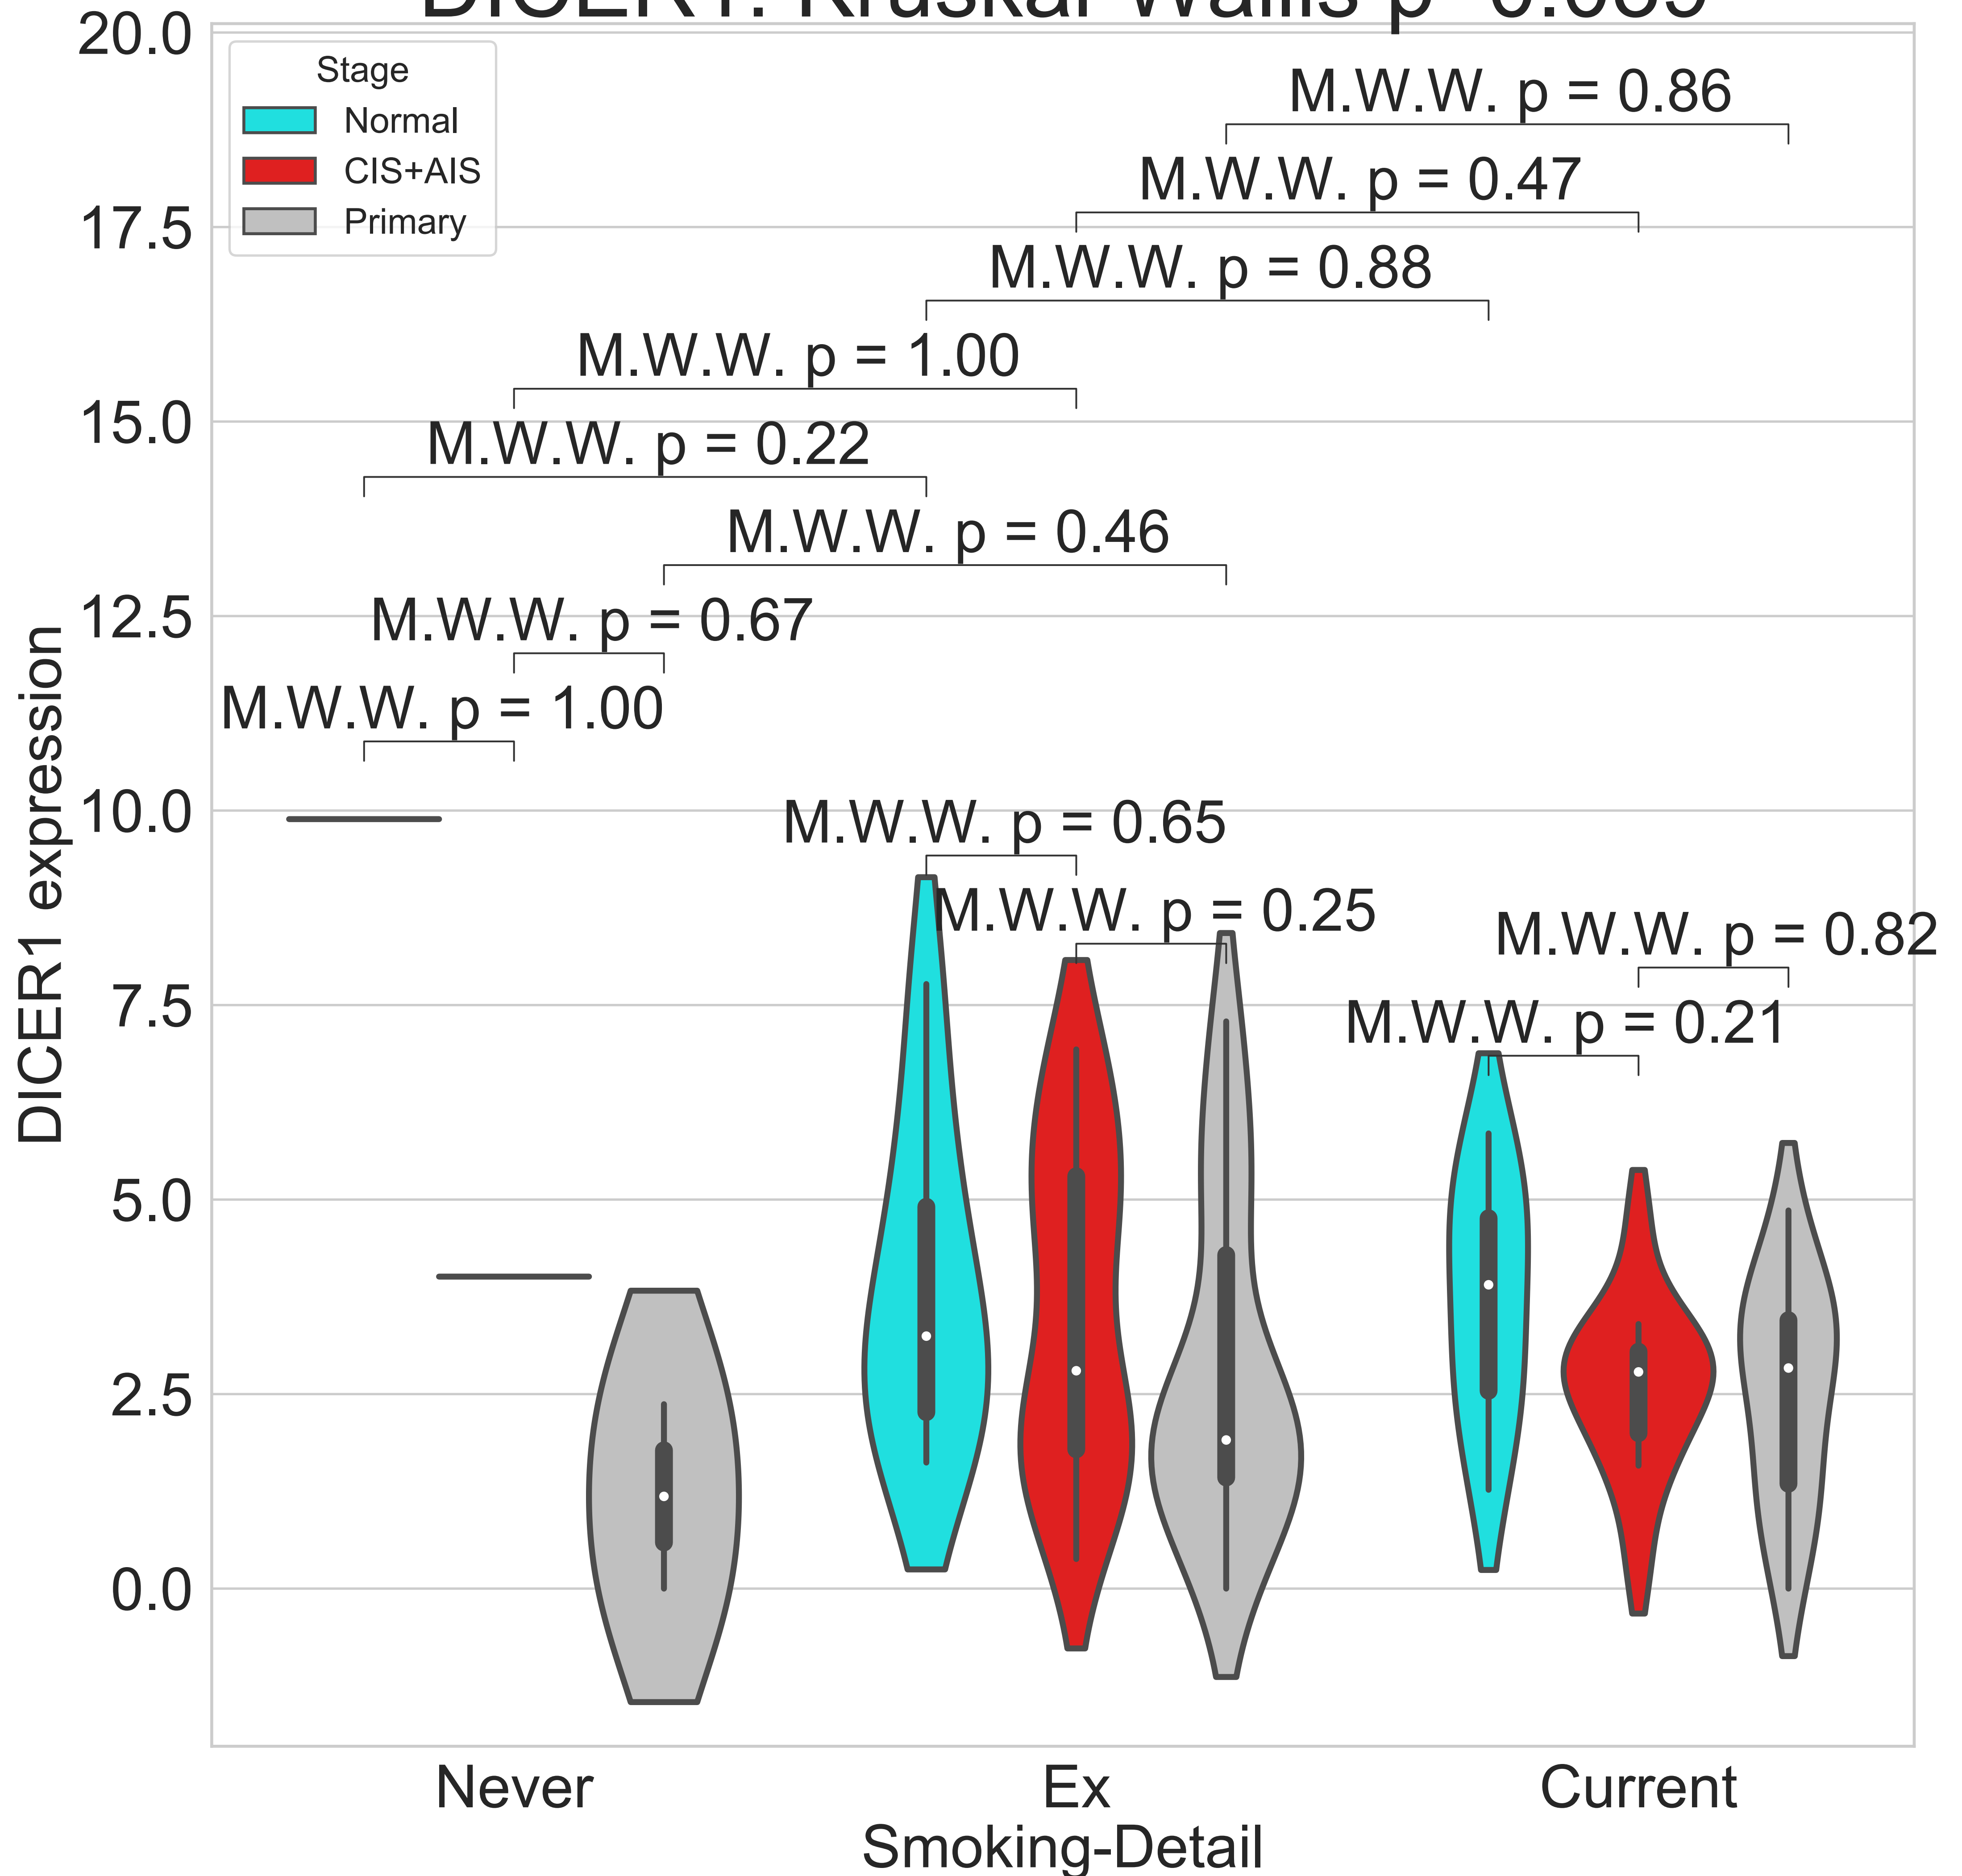 20.0
Stage
Normal
CIS+AIS
Primary
M.W.W. p = 0.86
M.W.W. p = 0.47
17.5
M.W.W. p = 0.88
M.W.W. p = 1.00
15.0
M.W.W. p = 0.22
M.W.W. p = 0.46
12.5
M.W.W. p = 0.67
M.W.W. p = 1.00
10.0
M.W.W. p = 0.65
M.W.W. p = 0.25
M.W.W. p = 0.82
7.5
M.W.W. p = 0.21
5.0
2.5
0.0
DICER1 expression
Never Ex Current
Smoking-Detail